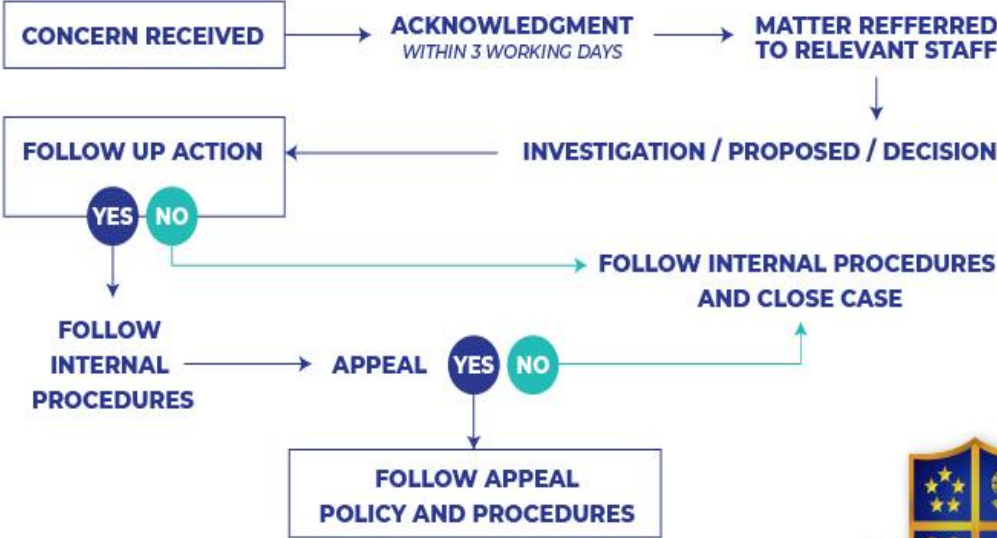 CONCERN RECEIVED
ACKNOWLEDGMENT
WITHIN 3 WORKING DAYS
MATTER REFFERRED
TO RELEVANT STAFF
FOLLOW UP ACTION
INVESTIGATION / PROPOSED / DECISION
YES
NO
FOLLOW INTERNAL PROCEDURES
AND CLOSE CASE
FOLLOW
INTERNAL
PROCEDURES
APPEAL
YES
NO
FOLLOW APPEAL
POLICY AND PROCEDURES